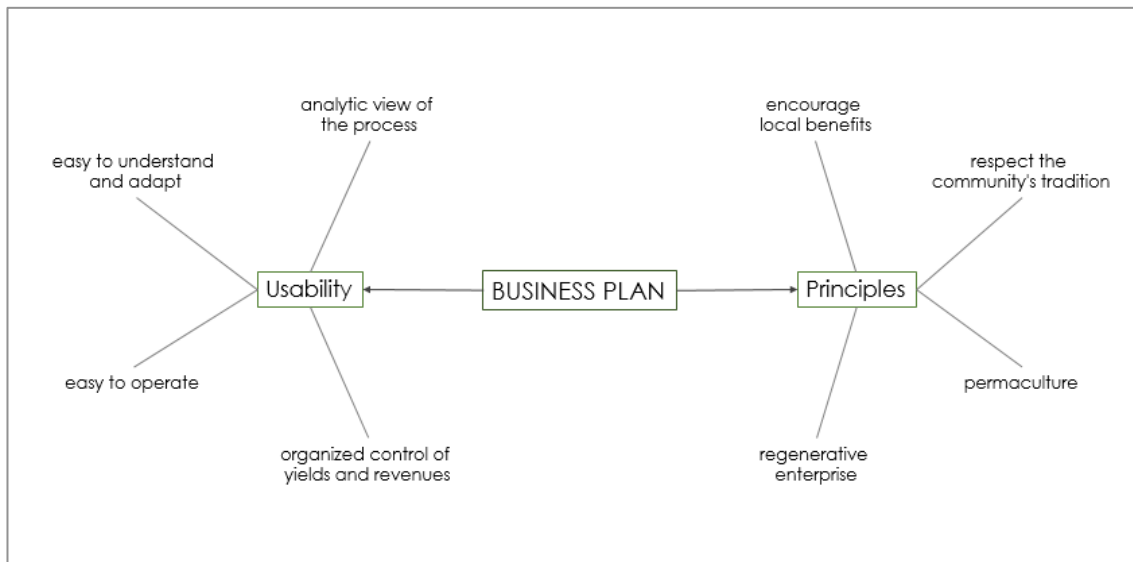 analytic view of
the process
encourage
local benefits
easy to understand
and adapt
respect the
community's tradition
Usability
BUSINESS PLAN
Principles
easy to operate
permaculture
organized control of
yields and revenues
regenerative
enterprise